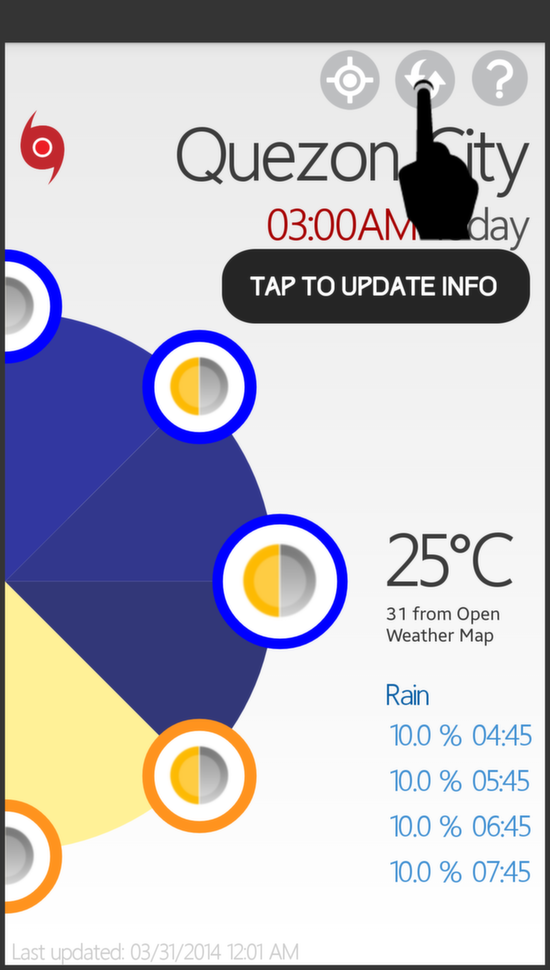 ?
Quezon City
03:00AM day
TAP TO UPDATE INFO
25°C
31 from Open
Weather Map
Rain
10.0 % 04:45
10.0 % 05:45
10.0 % 06:45
10.0 % 07:45
Last updated: 03/31/2014 12:01 AM